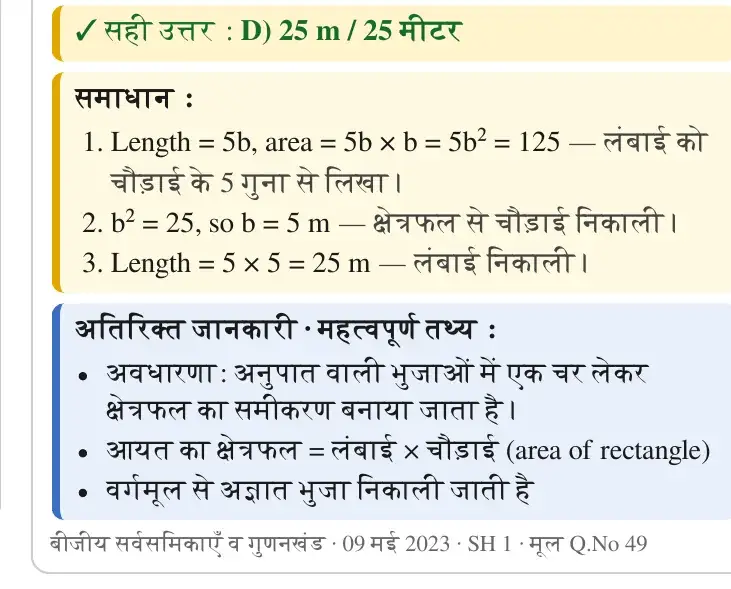 ✓ सही उत्तर : D) 25 m / 25 मीटर
समाधान :
1. Length = 5b, area = 5b × b = 5b² = 125 — लंबाई को
चौड़ाई के 5 गुना से लिखा।
2. b² = 25, so b = 5 m — क्षेत्रफल से चौड़ाई निकाली।
3. Length = 5 × 5 = 25 m — लंबाई निकाली।
अतिरिक्त जानकारी · महत्वपूर्ण तथ्य :
• अवधारणा: अनुपात वाली भुजाओं में एक चर लेकर
क्षेत्रफल का समीकरण बनाया जाता है।
• आयत का क्षेत्रफल = लंबाई × चौड़ाई (area of rectangle)
• वर्गमूल से अज्ञात भुजा निकाली जाती है
बीजीय सर्वसमिकाएँ व गुणनखंड · 09 मई 2023 · SH 1 · मूल Q.No 49